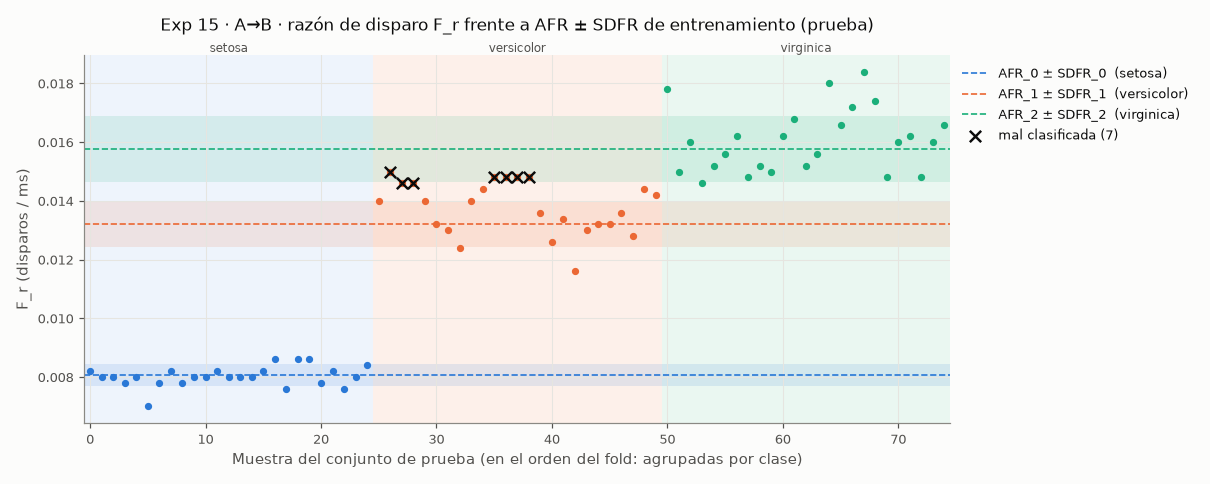 Exp 15 · A→B · razón de disparo F_r frente a AFR ± SDFR de entrenamiento (prueba)
setosa
versicolor
virginica
AFR_0 ± SDFR_0 (setosa)
AFR_1 ± SDFR_1 (versicolor)
AFR_2 ± SDFR_2 (virginica)
mal clasificada (7)
F_r (disparos / ms)
0.018
0.016
0.014
0.012
0.010
0.008
0
10
20
30
40
50
60
70
Muestra del conjunto de prueba (en el orden del fold: agrupadas por clase)